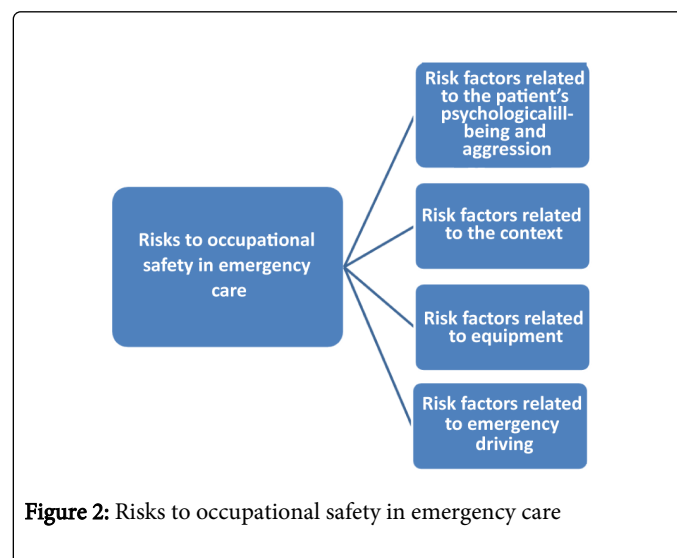 Risk factors related
to the patient's
psychologicalill-
being and
aggression
Risks to occupational
safety in emergency
care
Risk factors related
to the context
Risk factors related
to equipment
Risk factors related
to emergency
driving
Figure 2: Risks to occupational safety in emergency care